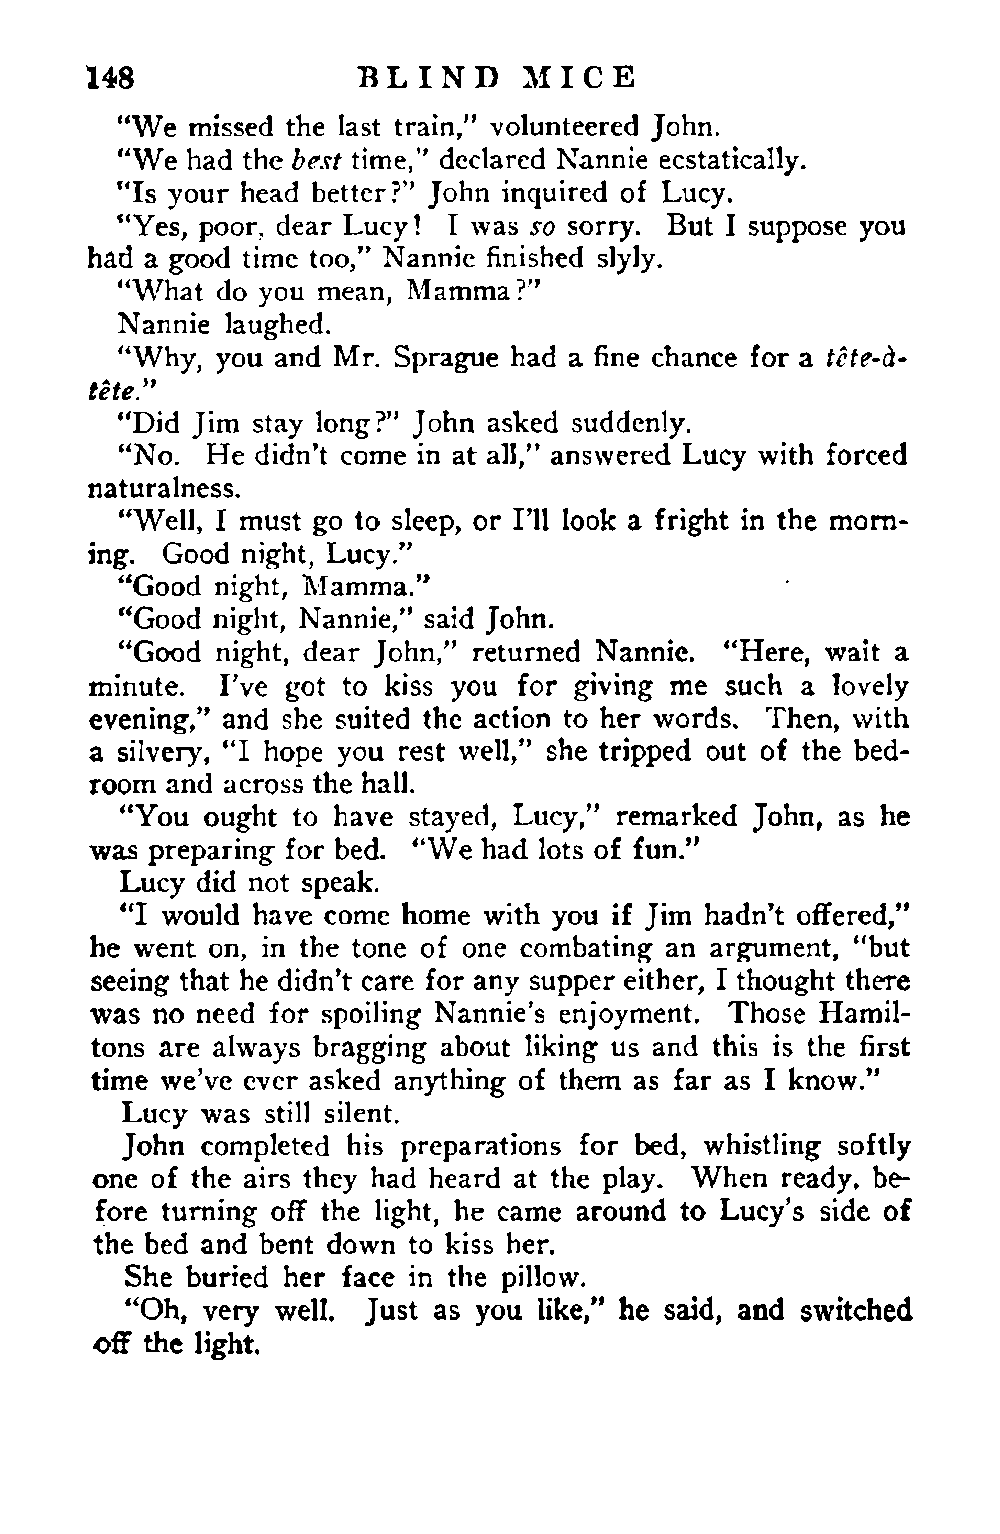 148 BLIND MICE
“We missed the last train,” volunteered John.
“We had the best time,” declared Nannie ecstatically.
“Is your head better?” John inquired of Lucy.
“Yes, poor, dear Lucy! I was so sorry. But I suppose you
had a good time too,” Nannie finished slyly.
“What do you mean, Mamma?”
Nannie laughed.
“Why, you and Mr. Sprague had a fine chance for a tête-à-
tête.”
“Did Jim stay long?” John asked suddenly.
“No. He didn’t come in at all,” answered Lucy with forced
naturalness.
“Well, I must go to sleep, or I’ll look a fright in the morn-
ing. Good night, Lucy.”
“Good night, Mamma.”
“Good night, Nannie,” said John.
“Good night, dear John,” returned Nannie. “Here, wait a
minute. I’ve got to kiss you for giving me such a lovely
evening,” and she suited the action to her words. Then, with
a silvery, “I hope you rest well,” she tripped out of the bed-
room and across the hall.
“You ought to have stayed, Lucy,” remarked John, as he
was preparing for bed. “We had lots of fun.”
Lucy did not speak.
“I would have come home with you if Jim hadn’t offered,”
he went on, in the tone of one combating an argument, “but
seeing that he didn’t care for any supper either, I thought there
was no need for spoiling Nannie’s enjoyment. Those Hamil-
tons are always bragging about liking us and this is the first
time we’ve ever asked anything of them as far as I know.”
Lucy was still silent.
John completed his preparations for bed, whistling softly
one of the airs they had heard at the play. When ready, be-
fore turning off the light, he came around to Lucy’s side of
the bed and bent down to kiss her.
She buried her face in the pillow.
“Oh, very well. Just as you like,” he said, and switched
off the light.